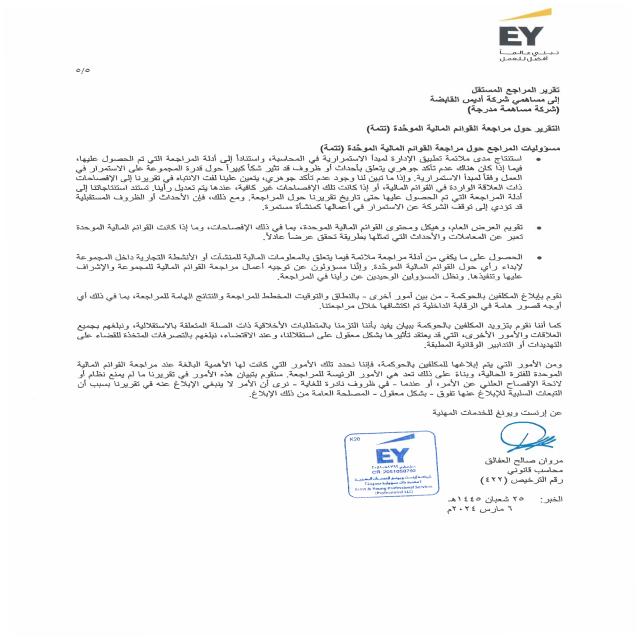 EY
نبني عالماً
أفضل للعمل
٥/٥
تقرير المراجع المستقل
إلى مساهمي شركة أديس القابضة
(شركة مساهمة مدرجة)
التقرير حول مراجعة القوائم المالية الموحّدة (تتمة)
مسؤوليات المراجع حول مراجعة القوائم المالية الموحّدة (تتمة)
• استنتاج مدى ملائمة تطبيق الإدارة لمبدأ الاستمرارية في المحاسبة، واستناداً إلى أدلة المراجعة التي تم الحصول عليها،
فيما إذا كان هناك عدم تأكد جوهري يتعلق بأحداث أو ظروف قد تثير شكاً كبيراً حول قدرة المجموعة على الاستمرار في
العمل وفقاً لمبدأ الاستمرارية. وإذا ما تبين لنا وجود عدم تأكد جوهري، يتعين علينا لفت الانتباه في تقريرنا إلى الإفصاحات
ذات العلاقة الواردة في القوائم المالية، أو إذا كانت تلك الإفصاحات غير كافية، عندها يتم تعديل رأينا. تستند استنتاجاتنا إلى
أدلة المراجعة التي تم الحصول عليها حتى تاريخ تقريرنا حول المراجعة. ومع ذلك، فإن الأحداث أو الظروف المستقبلية
قد تؤدي إلى توقف الشركة عن الاستمرار في أعمالها كمنشأة مستمرة.
• تقويم العرض العام، وهيكل ومحتوى القوائم المالية الموحدة، بما في ذلك الإفصاحات، وما إذا كانت القوائم المالية الموحدة
تعبر عن المعاملات والأحداث التي تمثلها بطريقة تحقق عرضاً عادلاً.
• الحصول على ما يكفي من أدلة مراجعة ملائمة فيما يتعلق بالمعلومات المالية للمنشآت أو الأنشطة التجارية داخل المجموعة
لإبداء رأي حول القوائم المالية الموحّدة. وإننا مسؤولون عن توجيه أعمال مراجعة القوائم المالية للمجموعة والإشراف
عليها وتنفيذها. ونظل المسؤولين الوحيدين عن رأينا في المراجعة.
نقوم بإبلاغ المكلفين بالحوكمة - من بين أمور أخرى - بالنطاق والتوقيت المخطط للمراجعة والنتائج الهامة للمراجعة، بما في ذلك أي
أوجه قصور هامة في الرقابة الداخلية تم اكتشافها خلال مراجعتنا.
كما أننا نقوم بتزويد المكلفين بالحوكمة ببيان يفيد بأننا التزمنا بالمتطلبات الأخلاقية ذات الصلة المتعلقة بالاستقلالية، ونبلغهم بجميع
العلاقات والأمور الأخرى، التي قد يعتقد تأثيرها بشكل معقول على استقلالنا، وعند الاقتضاء، نبلغهم بالتصرفات المتخذة للقضاء على
التهديدات أو التدابير الوقائية المطبقة.
ومن الأمور التي يتم إبلاغها للمكلفين بالحوكمة، فإننا نحدد تلك الأمور التي كانت لها الأهمية البالغة عند مراجعة القوائم المالية
الموحدة للفترة الحالية، وبناءً على ذلك تعد هي الأمور الرئيسة للمراجعة. سنقوم بتبيان هذه الأمور في تقريرنا ما لم يمنع نظام أو
لائحة الإفصاح العلني عن الأمر، أو عندما - في ظروف نادرة للغاية - نرى أن الأمر لا ينبغي الإبلاغ عنه في تقريرنا بسبب أن
التبعات السلبية للإبلاغ عنها تفوق - بشكل معقول - المصلحة العامة من ذلك الإبلاغ.
عن إرنست ويونغ للخدمات المهنية
مروان صالح العفالق
محاسب قانوني
رقم الترخيص (٤٢٢)
الخبر: ٢٥ شعبان ١٤٤٥هـ
٦ مارس ٢٠٢٤م
K20
EY
CR. 2051058792
Ernst & Young Professional Services
(Professional LLC)